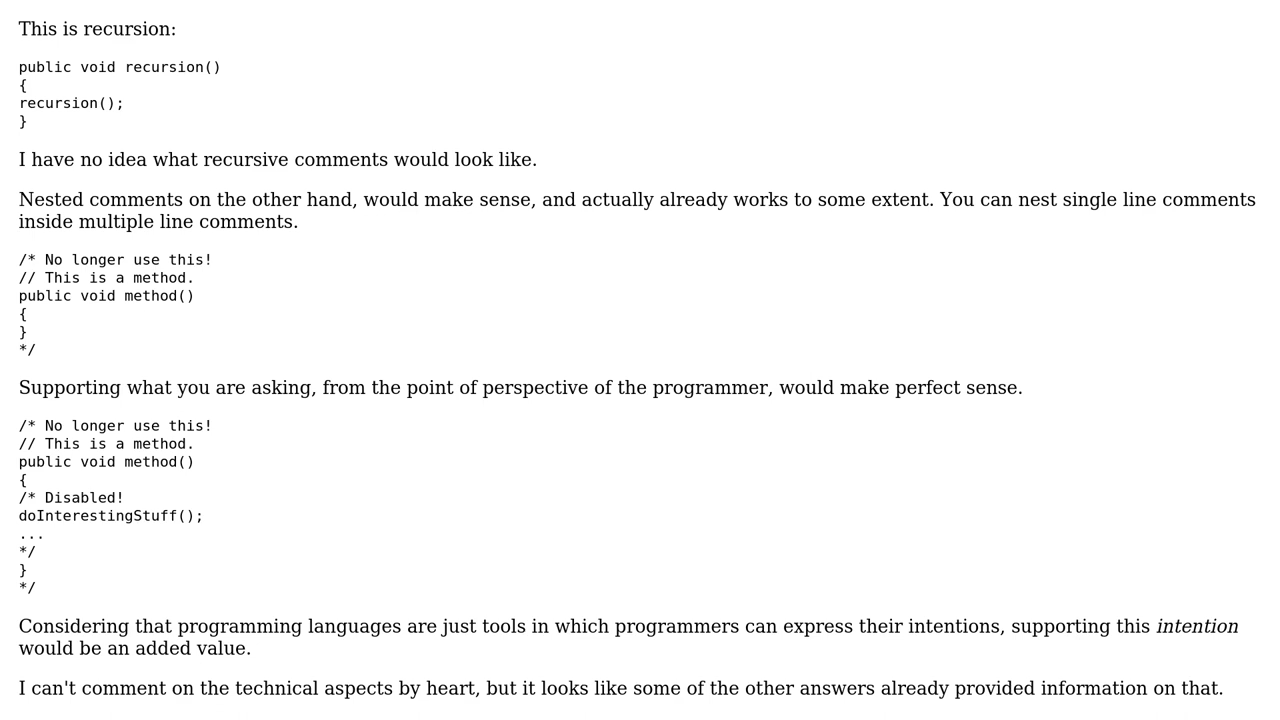 This is recursion:
public void recursion()
{
recursion();
}
I have no idea what recursive comments would look like.
Nested comments on the other hand, would make sense, and actually already works to some extent. You can nest single line comments
inside multiple line comments.
/* No longer use this!
// This is a method.
public void method()
{
}
*/
Supporting what you are asking, from the point of perspective of the programmer, would make perfect sense.
/* No longer use this!
// This is a method.
public void method()
{
/* Disabled!
doInterestingStuff();
...
*/
}
*/
Considering that programming languages are just tools in which programmers can express their intentions, supporting this intention
would be an added value.
I can't comment on the technical aspects by heart, but it looks like some of the other answers already provided information on that.